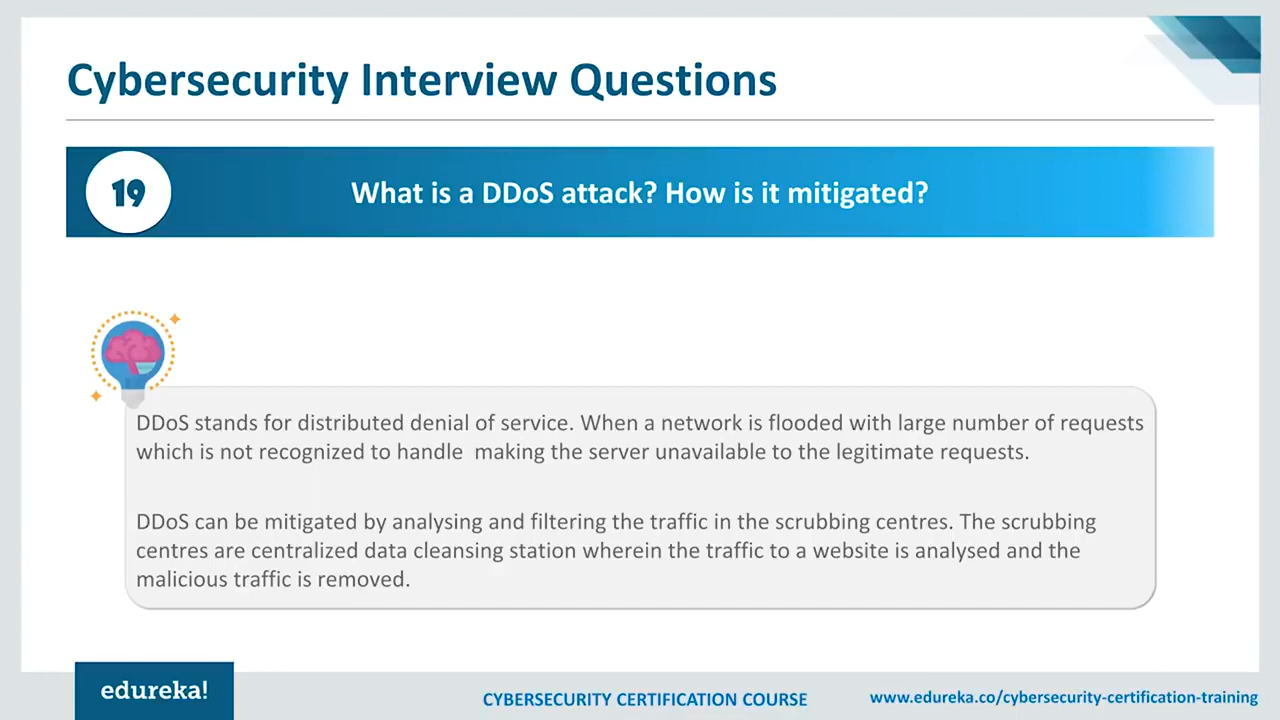 Cybersecurity Interview Questions
19
What is a DDoS attack? How is it mitigated?
DDoS stands for distributed denial of service. When a network is flooded with large number of requests
which is not recognized to handle  making the server unavailable to the legitimate requests.
DDoS can be mitigated by analysing and filtering the traffic in the scrubbing centres. The scrubbing
centres are centralized data cleansing station wherein the traffic to a website is analysed and the
malicious traffic is removed.
edureka!
CYBERSECURITY CERTIFICATION COURSE
www.edureka.co/cybersecurity-certification-training